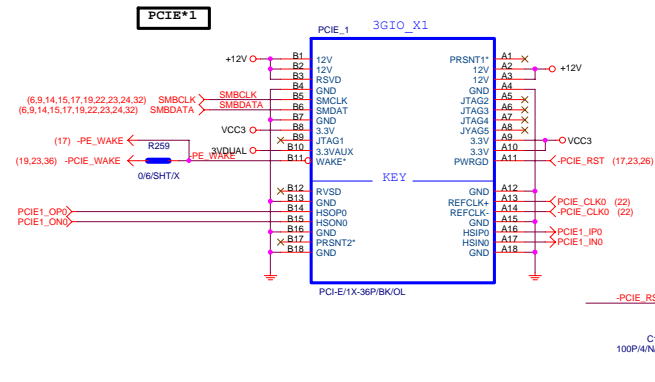 PCIE*1
PCIE_1 3GIO_X1
+12V B1 12V PRSNT1* A1
B2 12V 12V A2 +12V
B3 RSVD 12V A3
B4 GND GND A4
(6,9,14,15,17,19,22,23,24,32) SMBCLK SMBCLK B5 SMCLK JTAG2 A5
(6,9,14,15,17,19,22,23,24,32) SMBDATA SMBDATA B6 SMDAT JTAG3 A6
B7 GND JTAG4 A7
VCC3 B8 3.3V JYAG5 A8
B9 JTAG1 3.3V A9 VCC3
3VDUAL B10 3.3VAUX 3.3V A10
(17) -PE_WAKE R259
(19,23,36) -PCIE_WAKE -PE_WAKE B11 WAKE* PWRGD A11 -PCIE_RST (17,23,26)
0/6/SHT/X
KEY
B12 RVSD GND A12
B13 GND REFCLK+ A13 PCIE_CLK0 (22)
PCIE1_OP0 B14 HSOP0 REFCLK- A14 -PCIE_CLK0 (22)
PCIE1_ON0 B15 HSON0 GND A15
B16 GND HSIP0 A16 PCIE1_IP0
B17 PRSNT2* HSIN0 A17 PCIE1_IN0
B18 GND GND A18
PCI-E/1X-36P/BK/OL
-PCIE_RS
C1
100P/4/N